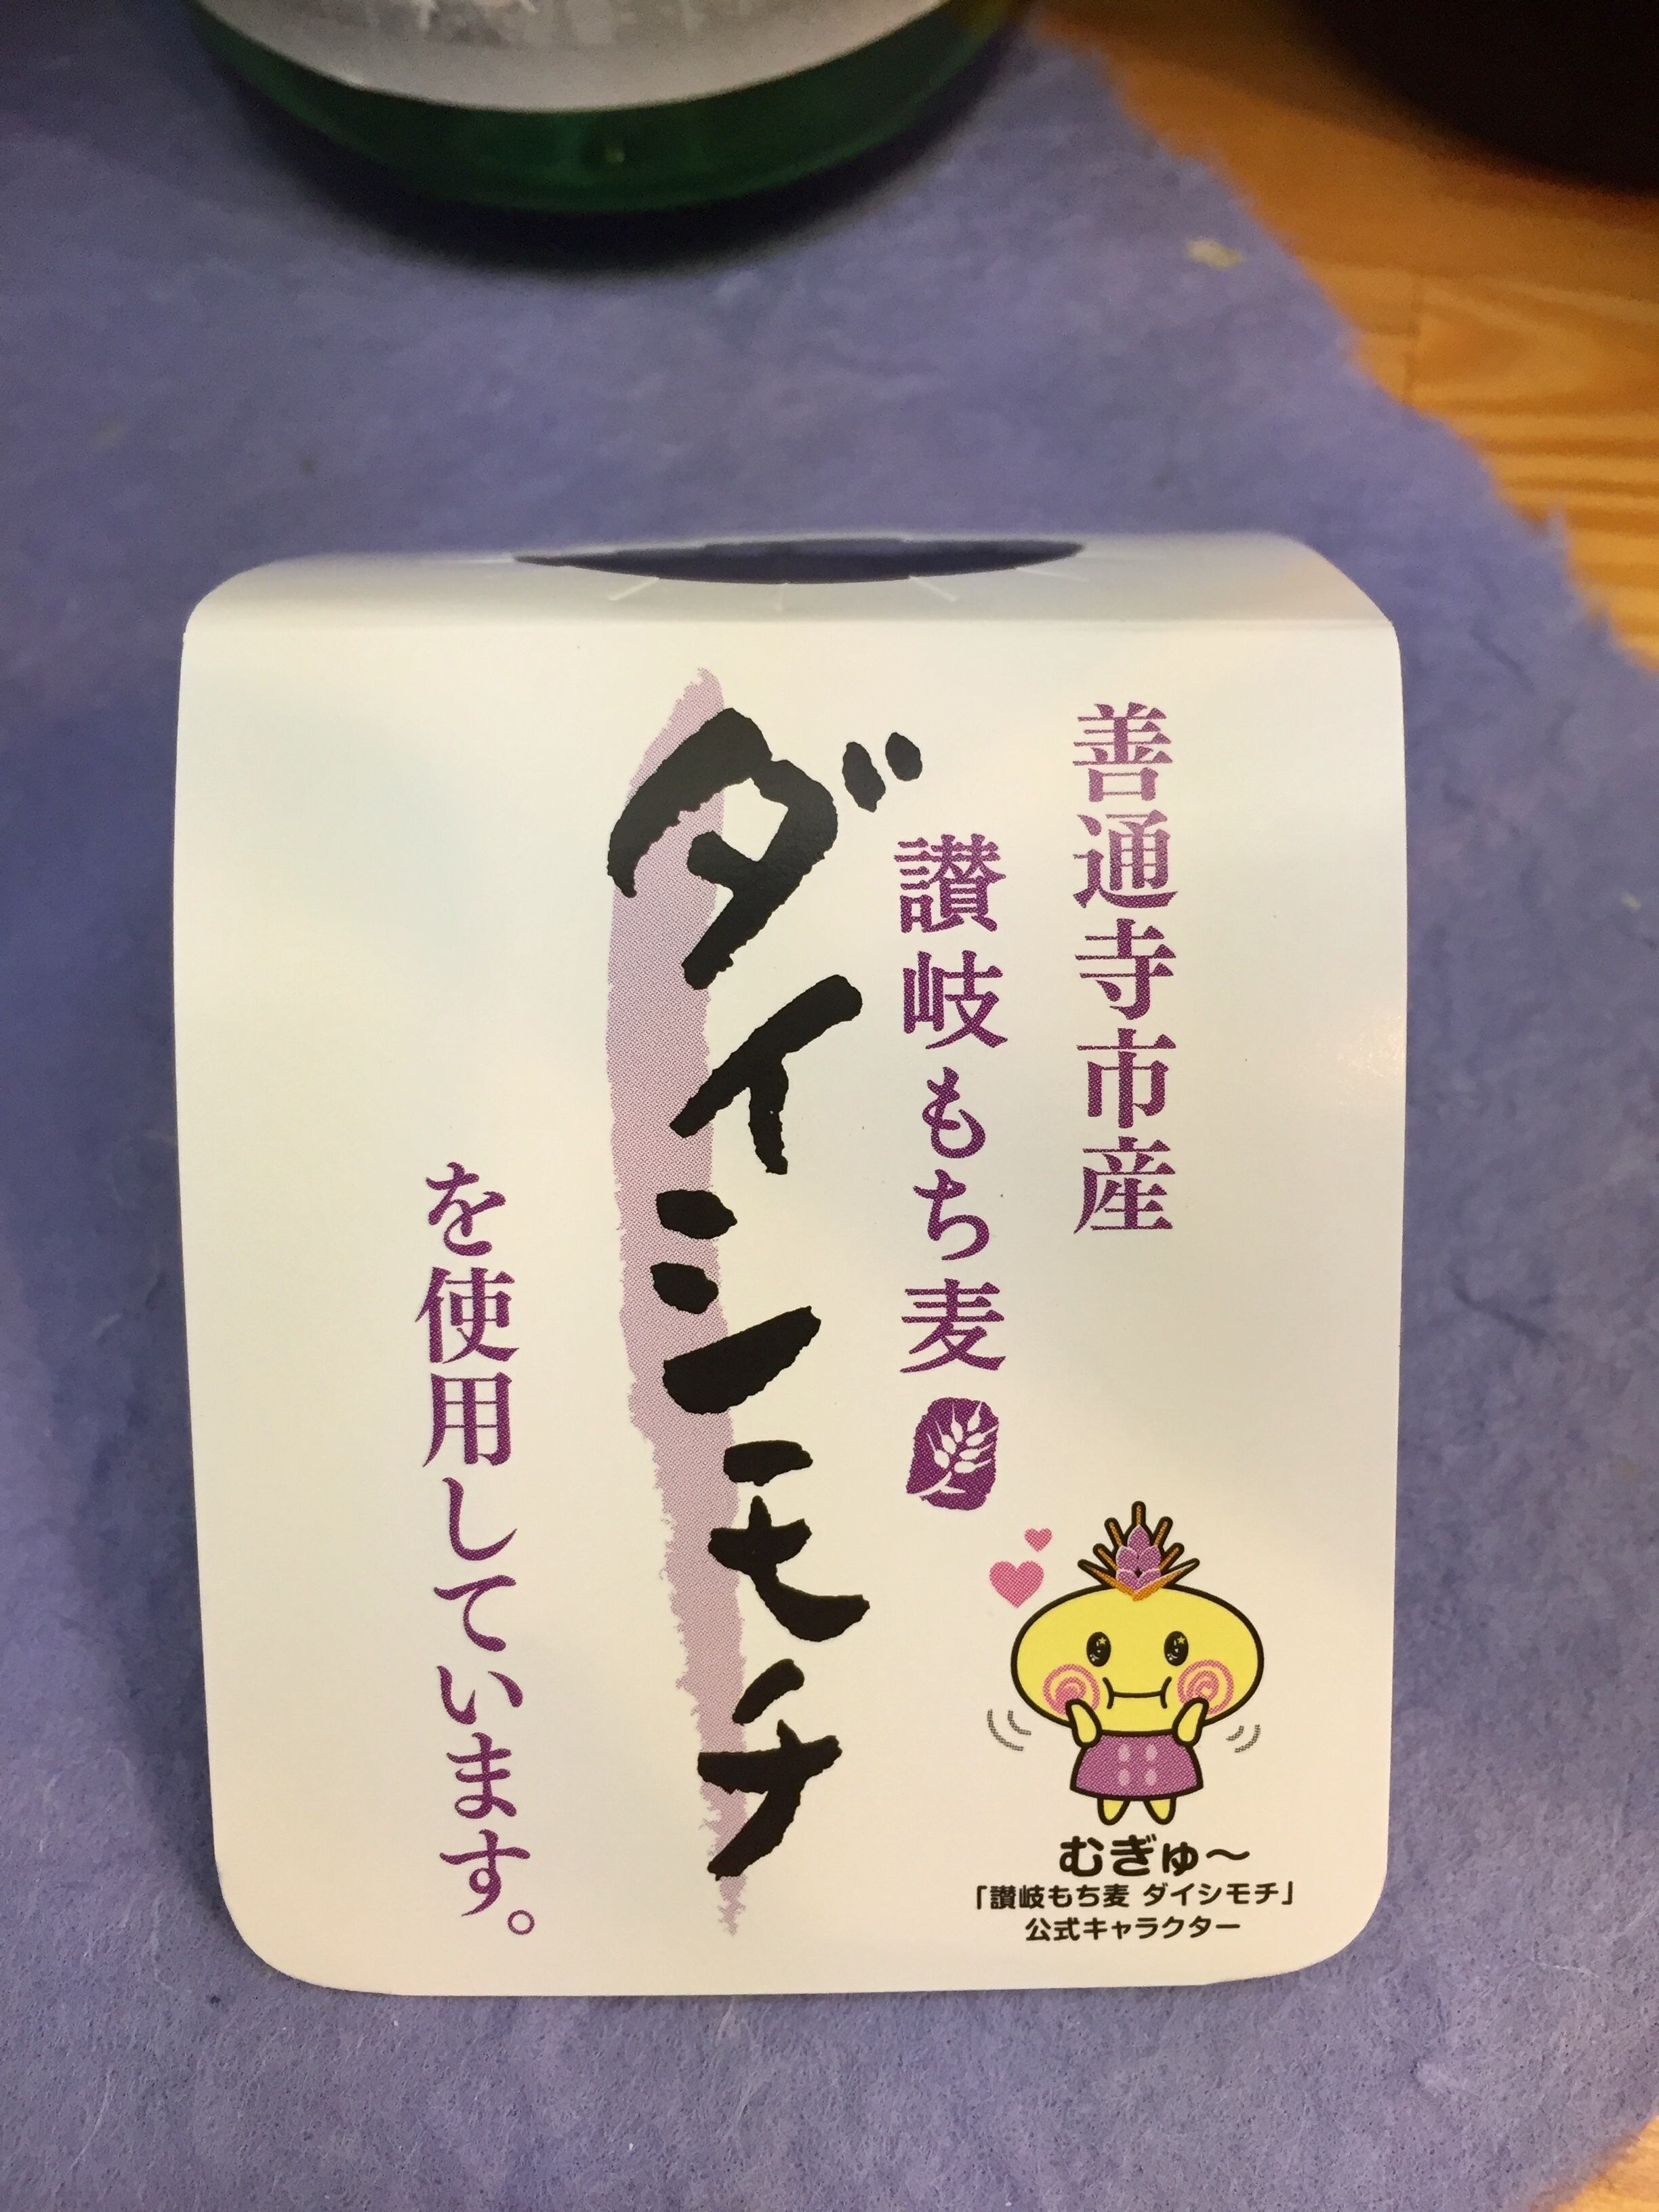 善通寺市産
讃岐もち麦
ダイシモチ
を使用しています。
むぎゅ〜
「讃岐もち麦 ダイシモチ」
公式キャラクター